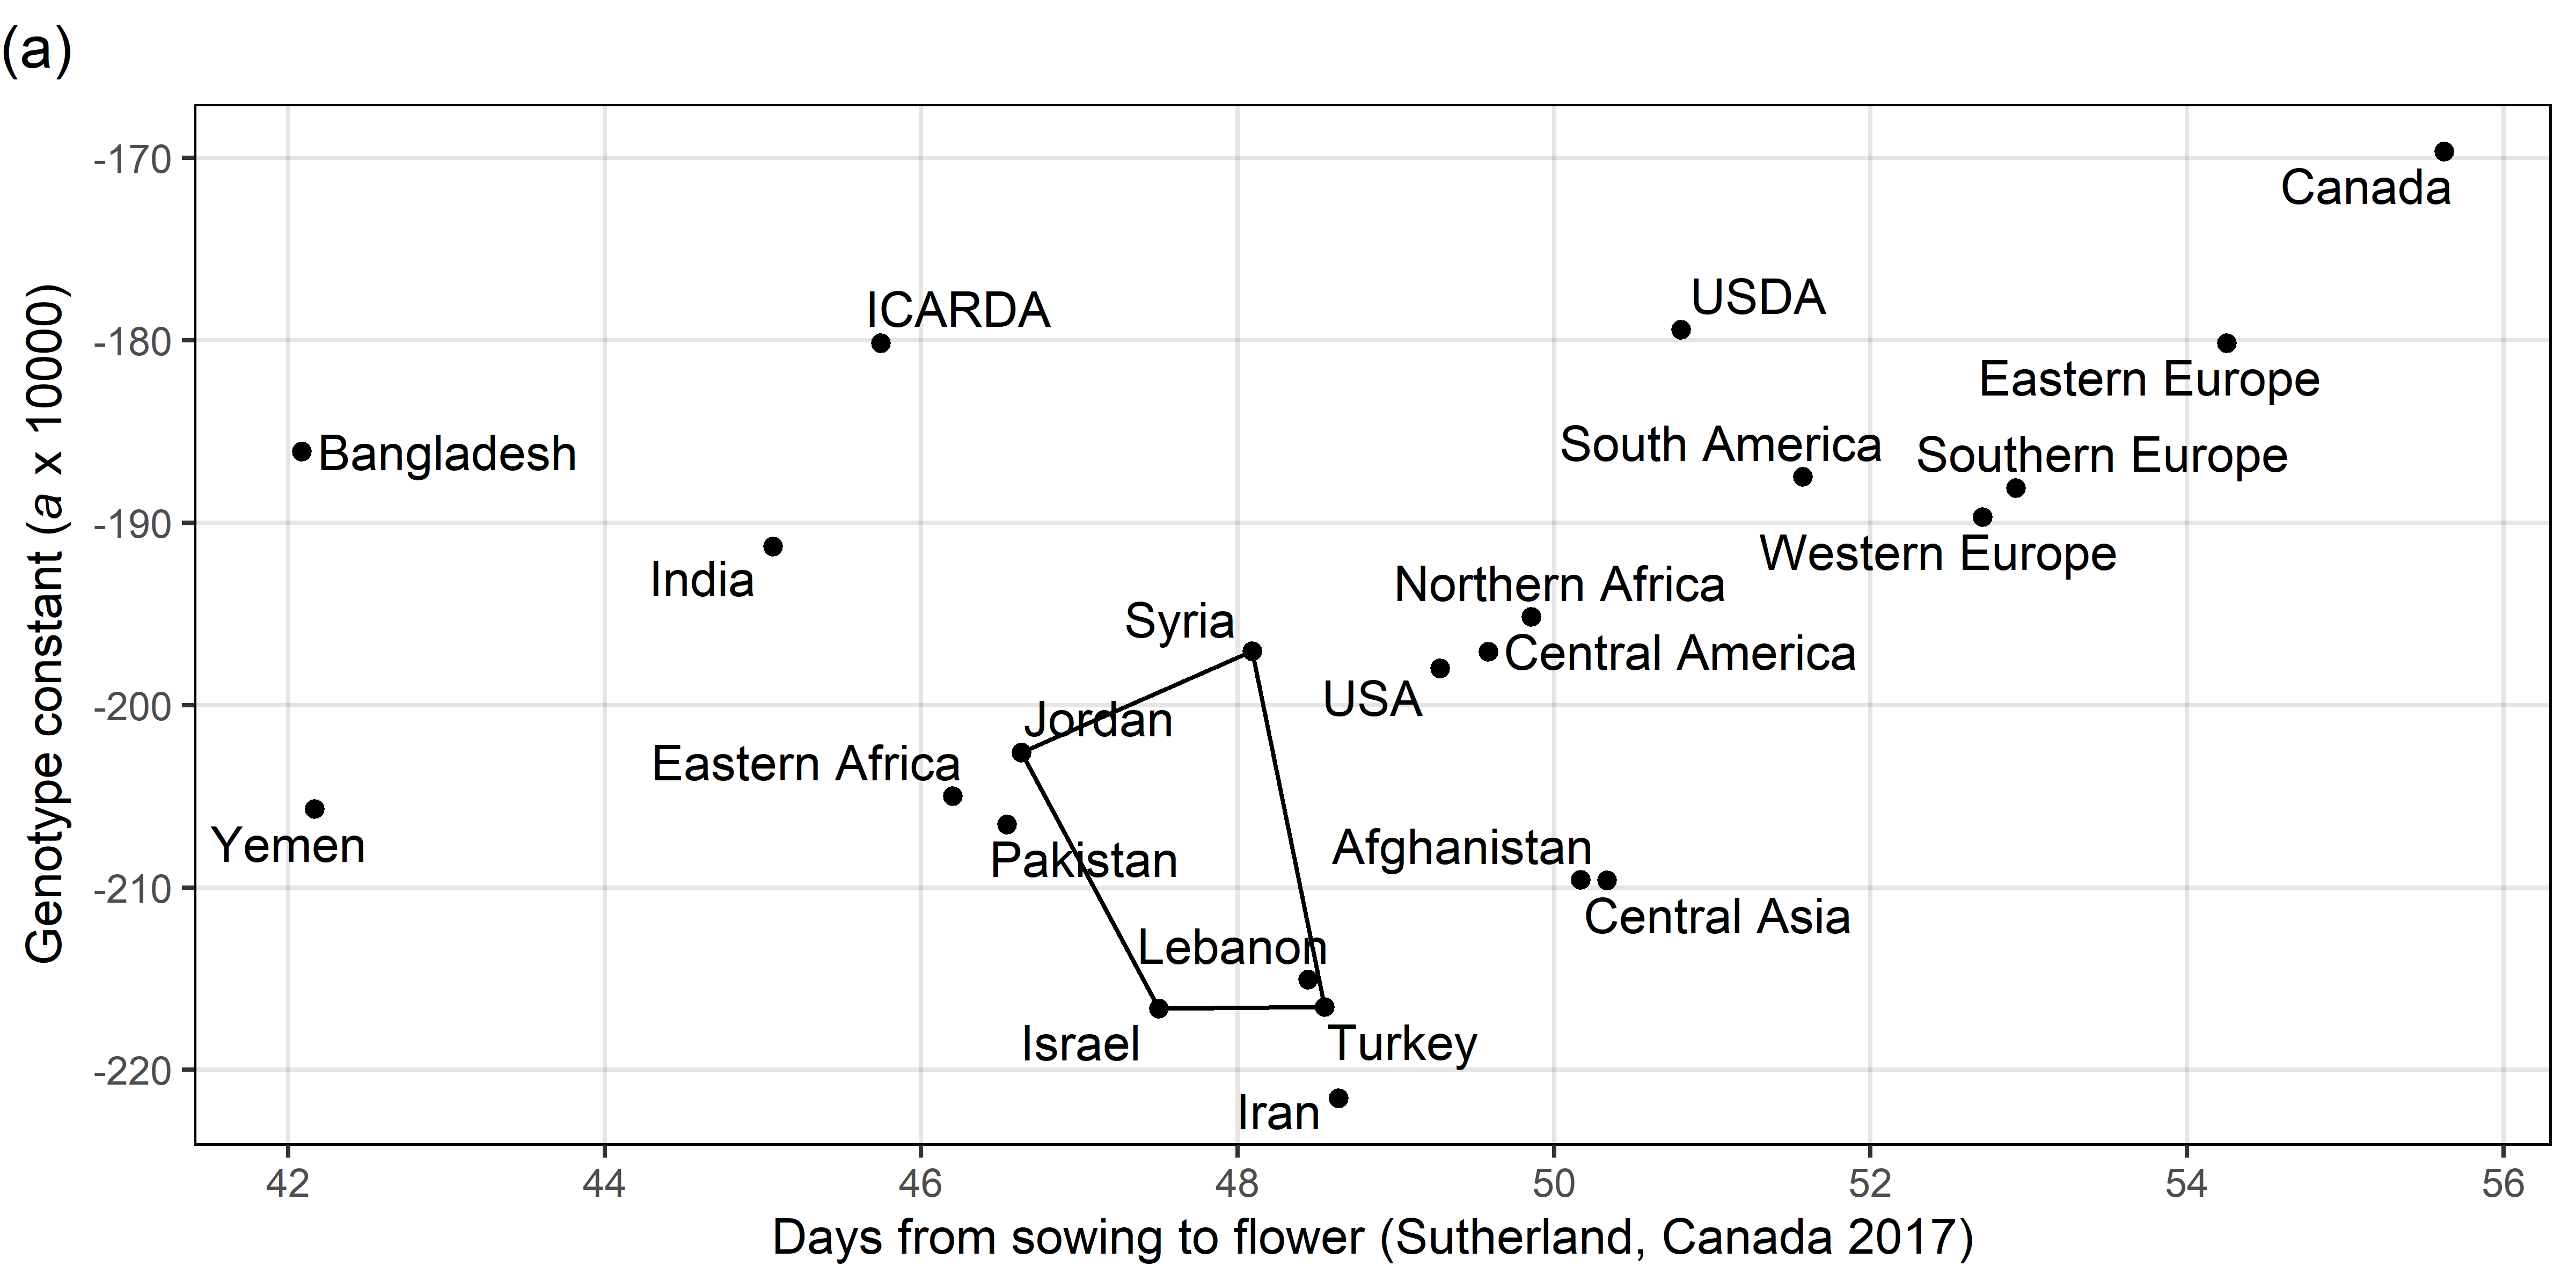 (a)
Genotype constant (a x 10000)
-170
-180
-190
-200
-210
-220
Canada
ICARDA
USDA
Eastern Europe
Bangladesh
South America
Southern Europe
India
Western Europe
Northern Africa
Syria
Central America
USA
Jordan
Eastern Africa
Yemen
Pakistan
Afghanistan
Central Asia
Lebanon
Israel
Turkey
Iran
42 44 46 48 50 52 54 56
Days from sowing to flower (Sutherland, Canada 2017)